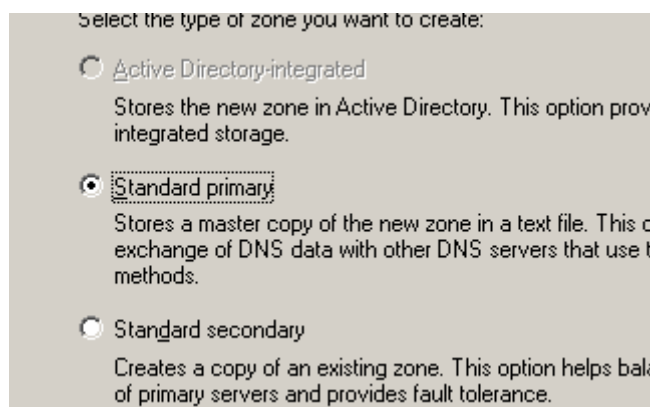 Select the type of zone you want to create:
Active Directory-integrated
Stores the new zone in Active Directory. This option prov
integrated storage.
Standard primary
Stores a master copy of the new zone in a text file. This
exchange of DNS data with other DNS servers that use
methods.
Standard secondary
Creates a copy of an existing zone. This option helps bala
of primary servers and provides fault tolerance.